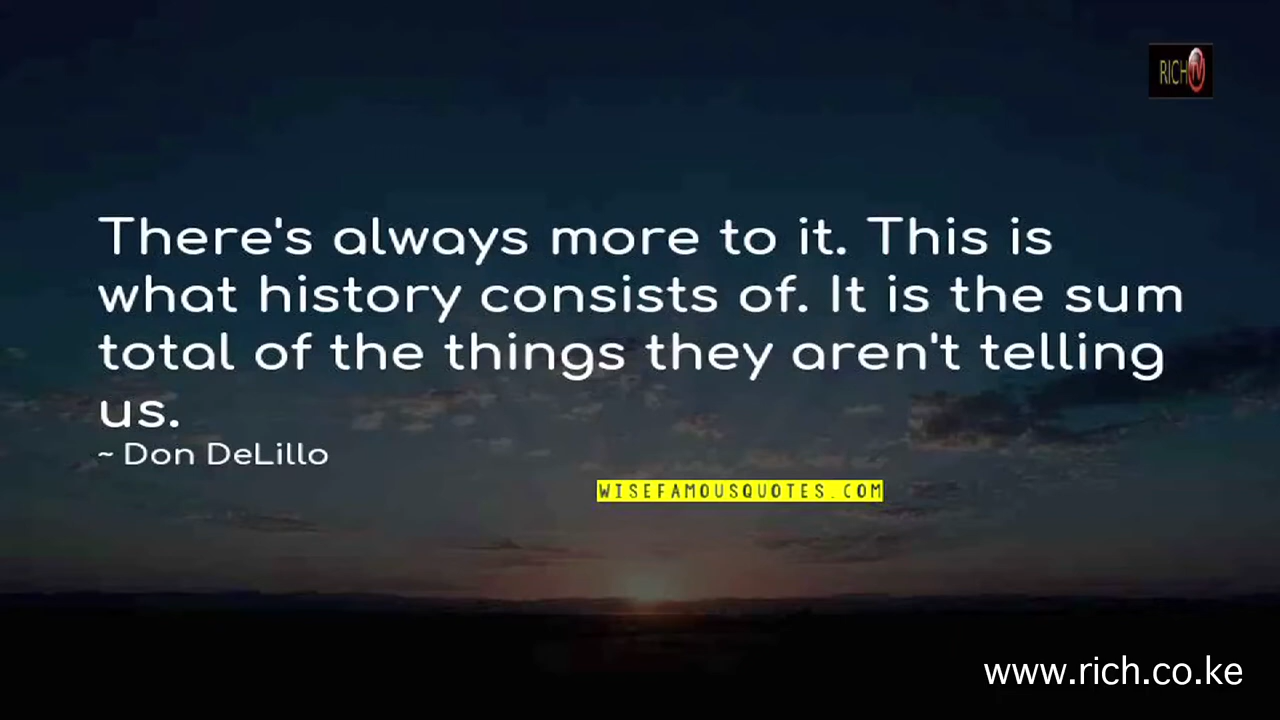 RICH TV
There's always more to it. This is
what history consists of. It is the sum
total of the things they aren't telling
us.
~ Don DeLillo
WISEFAMOUSQUOTES.COM
www.rich.co.ke